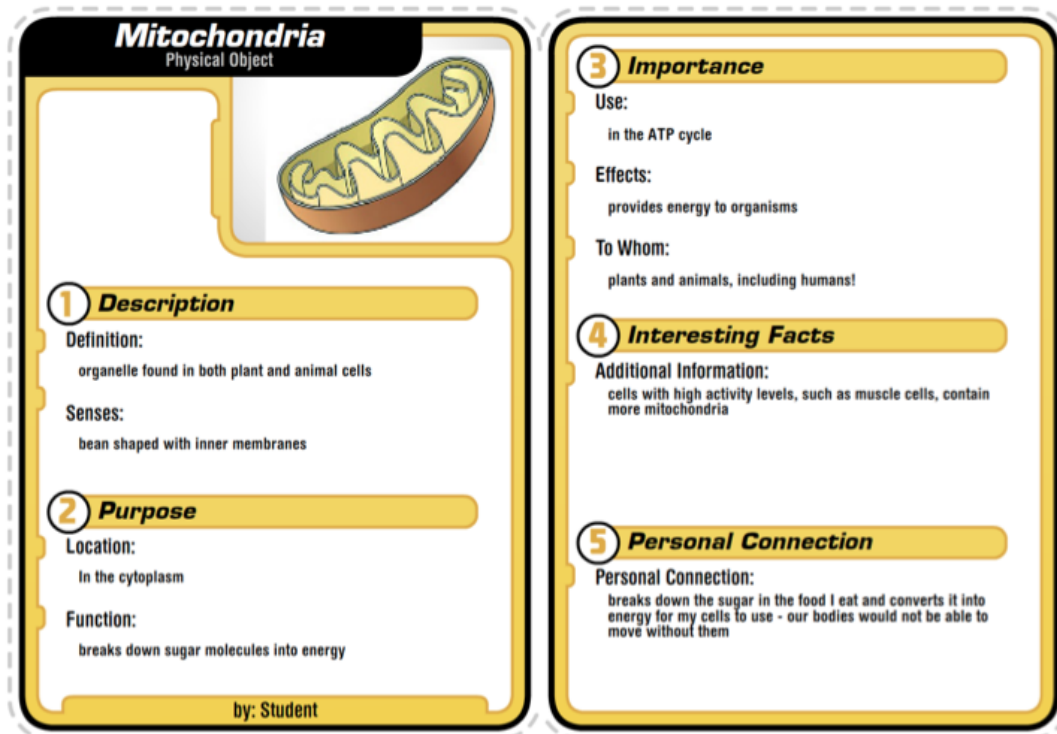 Mitochondria
Physical Object
1 Description
Definition:
organelle found in both plant and animal cells
Senses:
bean shaped with inner membranes
2 Purpose
Location:
In the cytoplasm
Function:
breaks down sugar molecules into energy
by: Student
3 Importance
Use:
in the ATP cycle
Effects:
provides energy to organisms
To Whom:
plants and animals, including humans!
4 Interesting Facts
Additional Information:
cells with high activity levels, such as muscle cells, contain
more mitochondria
5 Personal Connection
Personal Connection:
breaks down the sugar in the food I eat and converts it into
energy for my cells to use - our bodies would not be able to
move without them